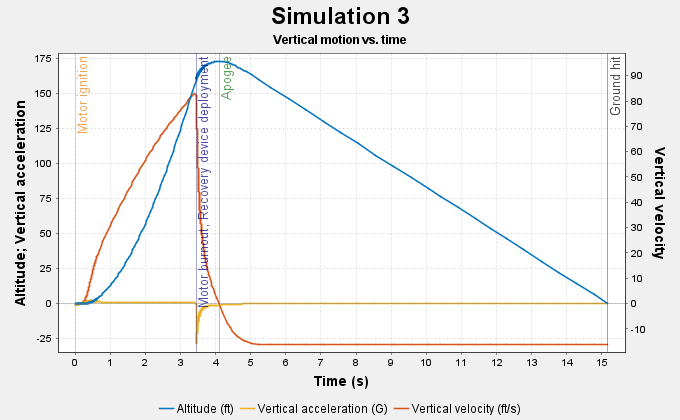 Simulation 3
Vertical motion vs. time
Altitude; Vertical acceleration
175
150
125
100
75
50
25
0
-25
Motor ignition
Motor burnout; Recovery device deployment
Apogee
Ground hit
90
80
70
60
50
40
30
20
10
0
-10
Vertical velocity
0 1 2 3 4 5 6 7 8 9 10 11 12 13 14 15
Time (s)
Altitude (ft) Vertical acceleration (G) Vertical velocity (ft/s)